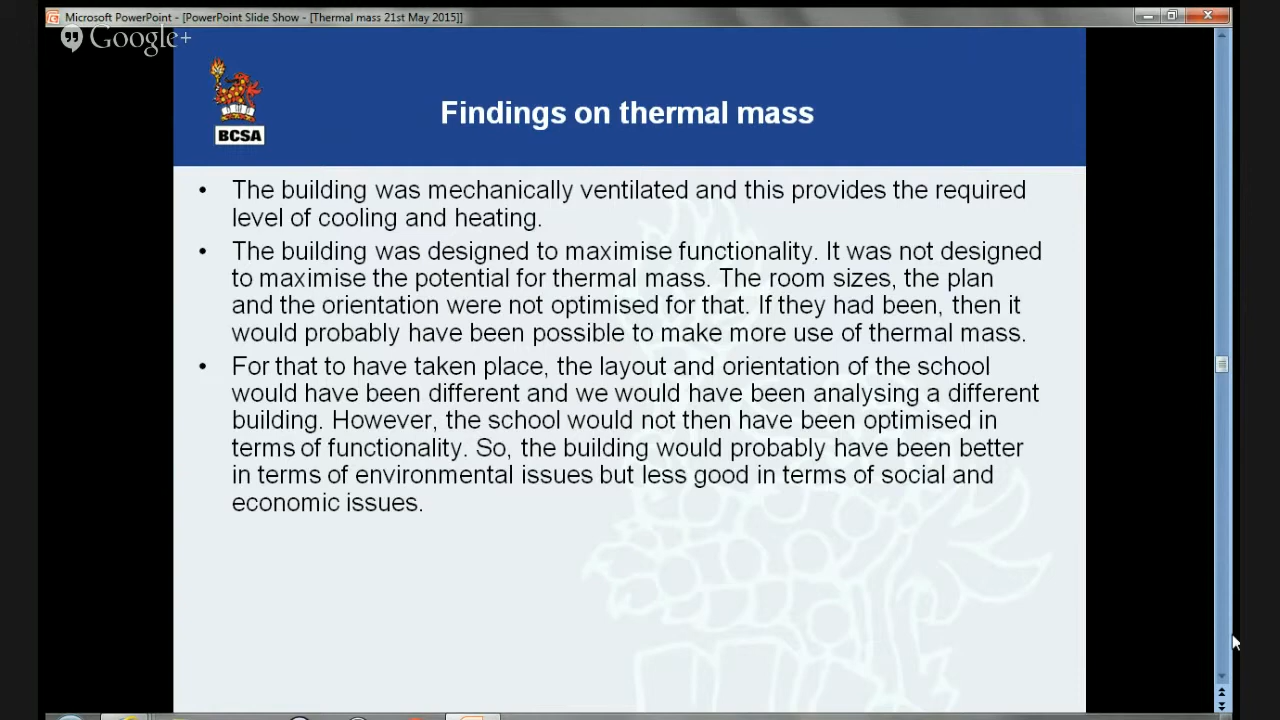 Microsoft PowerPoint - [PowerPoint Slide Show - [Thermal mass 21st May 2015]]
Google+
BCSA
Findings on thermal mass
• The building was mechanically ventilated and this provides the required
level of cooling and heating.
• The building was designed to maximise functionality. It was not designed
to maximise the potential for thermal mass. The room sizes, the plan
and the orientation were not optimised for that. If they had been, then it
would probably have been possible to make more use of thermal mass.
• For that to have taken place, the layout and orientation of the school
would have been different and we would have been analysing a different
building. However, the school would not then have been optimised in
terms of functionality. So, the building would probably have been better
in terms of environmental issues but less good in terms of social and
economic issues.